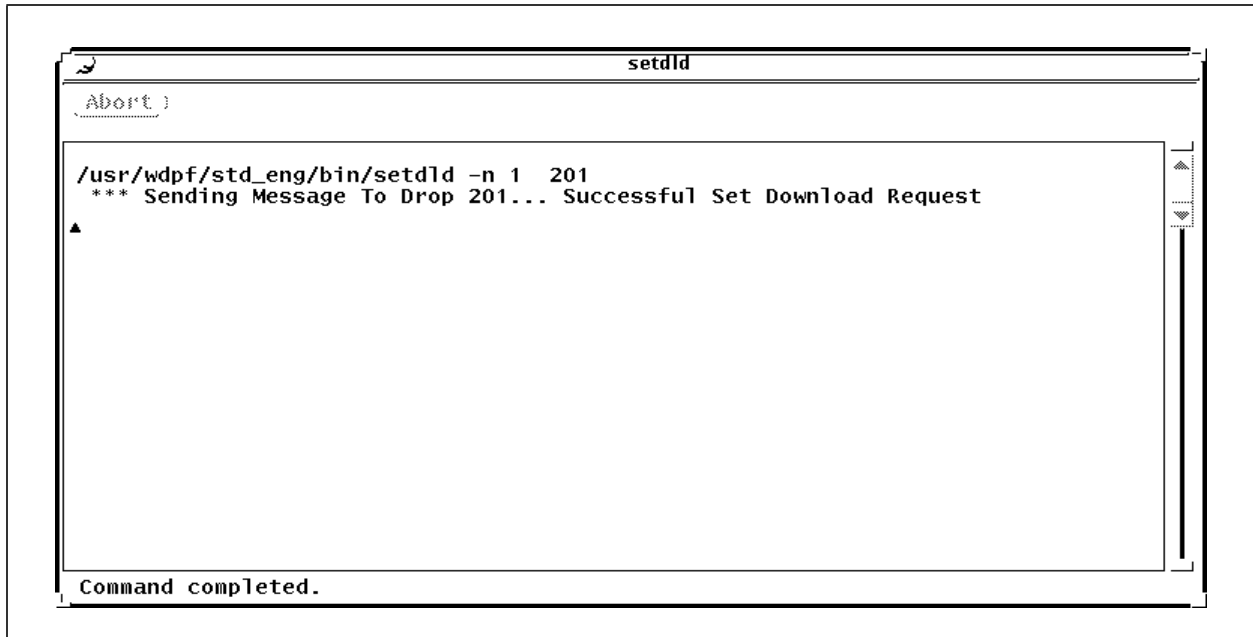 setdld
Abort
/usr/wdpf/std_eng/bin/setdld -n 1  201
*** Sending Message To Drop 201... Successful Set Download Request
Command completed.